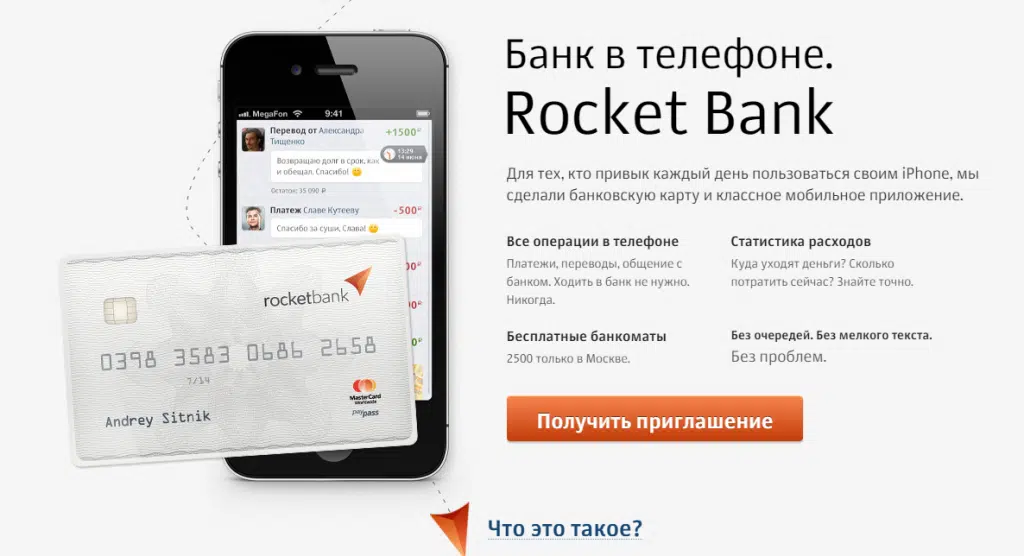 MegaFon 9:41
Перевод от Александра
Тищенко
+1500
13:29
14 июня
Возвращаю долг в срок, как
и обещал. Спасибо!
Остаток: 35 090 ₽
Платеж Славе Кутееву
-500
Спасибо за суши, Слава!
rocketbank
0398 3583 0686 2658
7/14
Andrey Sitnik
MasterCard
Worldwide
PayPass
Банк в телефоне.
Rocket Bank
Для тех, кто привык каждый день пользоваться своим iPhone, мы
сделали банковскую карту и классное мобильное приложение.
Все операции в телефоне
Платежи, переводы, общение с
банком. Ходить в банк не нужно.
Никогда.
Статистика расходов
Куда уходят деньги? Сколько
потратить сейчас? Знайте точно.
Бесплатные банкоматы
2500 только в Москве.
Без очередей. Без мелкого текста.
Без проблем.
Получить приглашение
Что это такое?